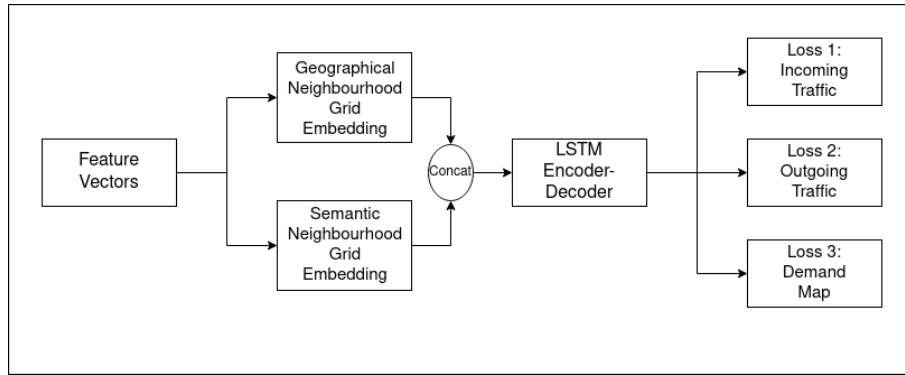 Feature
Vectors
Geographical
Neighbourhood
Grid
Embedding
Semantic
Neighbourhood
Grid
Embedding
Concat
LSTM
Encoder-
Decoder
Loss 1:
Incoming
Traffic
Loss 2:
Outgoing
Traffic
Loss 3:
Demand
Map